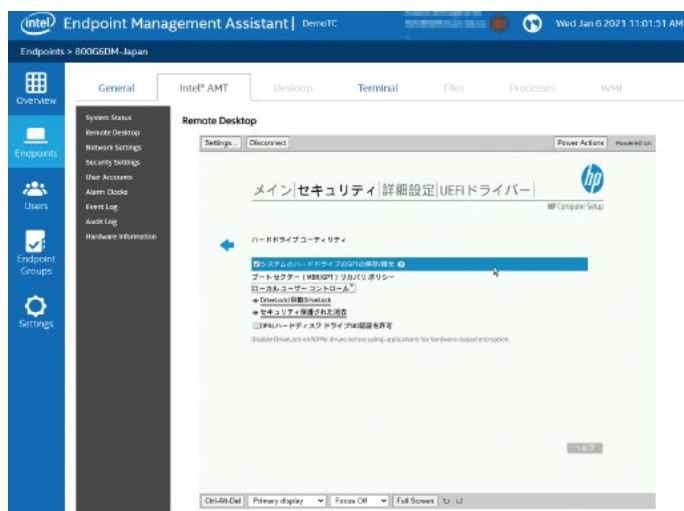 intel Endpoint Management Assistant | DemoTC
Wed Jan 6 2021 11:01:51 AM
Endpoints > 800G6DM-Japan
Overview
Endpoints
Users
Endpoint Groups
Settings
General Intel® AMT Desktop Terminal Files Processes WMI
System Status
Remote Desktop
Network Settings
Security Settings
User Accounts
Alarm Clocks
Event Log
Audit Log
Hardware Information
Remote Desktop
Settings... Disconnect Power Actions Powered on
hp
メイン|セキュリティ|詳細設定|UEFIドライバー|
HP Computer Setup
ハードドライブユーティリティ
システムのハードドライブのGPTの保存/復元
ブートセクター (MBR/GPT) リカバリポリシー
ローカルユーザーコントロール
DriveLock/自動DriveLock
セキュリティ保護された消去
ハードディスク ドライブSID認証を許可
Disable DriveLock on NVMe drives before using applications for hardware-based encryption.
ヘルプ
Ctrl-Alt-Del Primary display Focus Off Full Screen